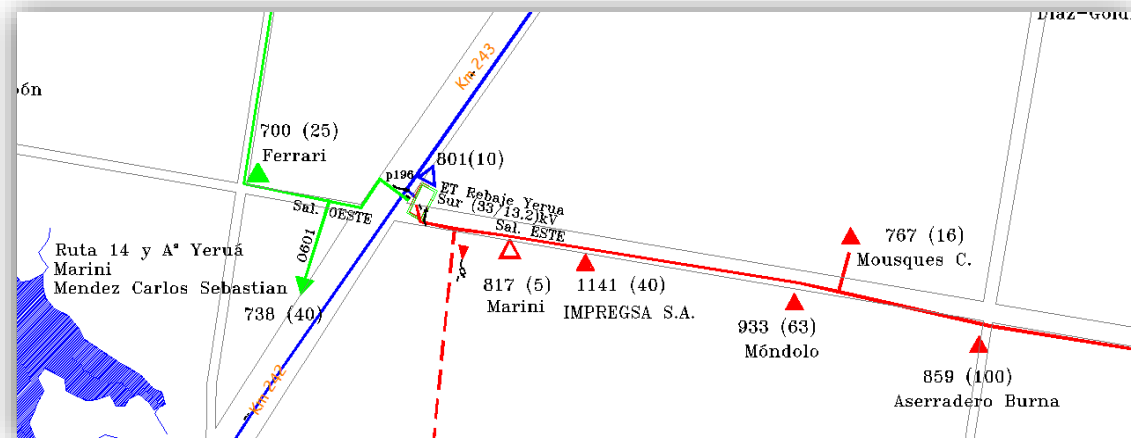 Km 243
ón
700 (25)
Ferrari
p196
801(10)
ET Rebaje Yerua
Sur (33/13.2)kV
Sal. OESTE
Sal. ESTE
0601
Ruta 14 y Aº Yeruá
Marini
Mendez Carlos Sebastian
738 (40)
817 (5)
Marini
1141 (40)
IMPREGSA S.A.
767 (16)
Mousques C.
933 (63)
Móndolo
859 (100)
Aserradero Burna
Km 242